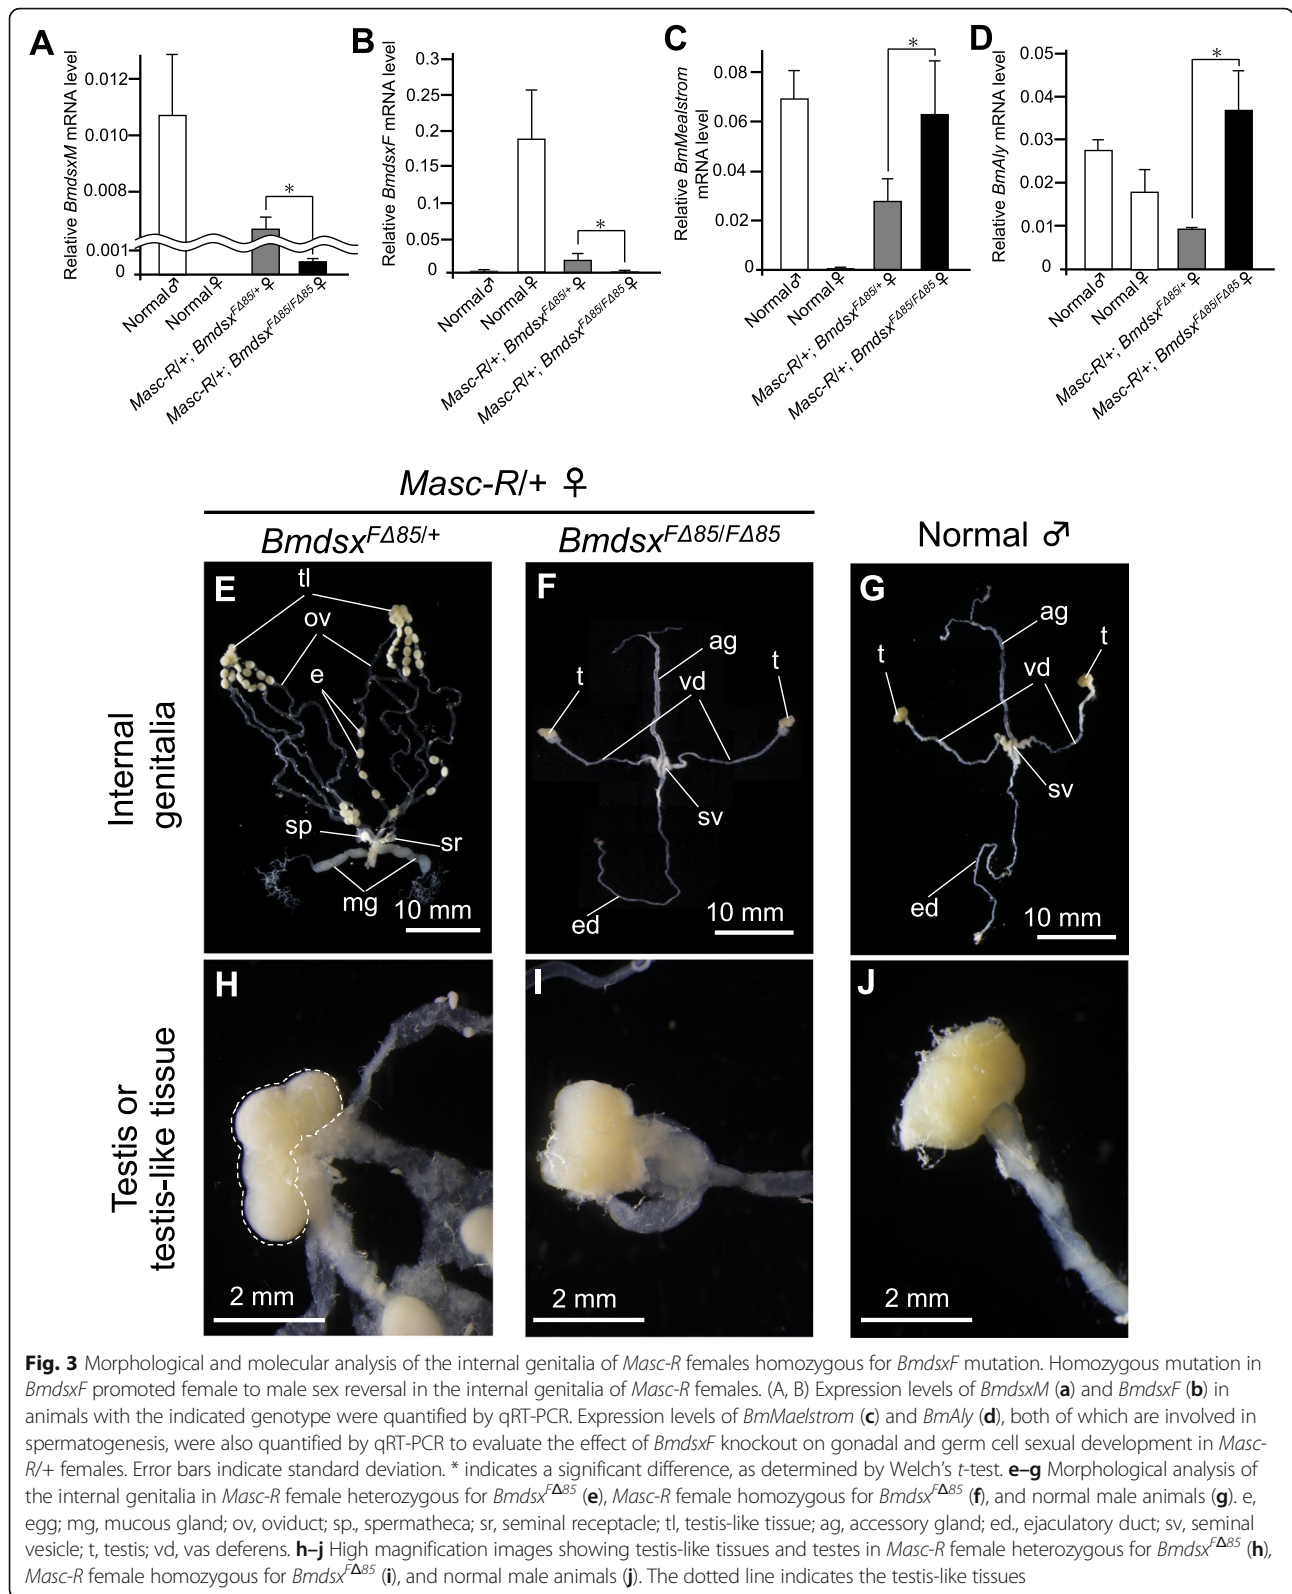 A
Relative BmdsxM mRNA level
0.012
0.010
0.008
0.001
0
*
Normal♂
Normal♀
Masc-R/+; BmdsxFΔ85/+ ♀
Masc-R/+; BmdsxFΔ85/FΔ85 ♀
B
Relative BmdsxF mRNA level
0.3
0.25
0.2
0.15
0.1
0.05
0
*
Normal♂
Normal♀
Masc-R/+; BmdsxFΔ85/+ ♀
Masc-R/+; BmdsxFΔ85/FΔ85 ♀
C
Relative BmMealstrom
mRNA level
0.08
0.06
0.04
0.02
0
*
Normal♂
Normal♀
Masc-R/+; BmdsxFΔ85/+ ♀
Masc-R/+; BmdsxFΔ85/FΔ85 ♀
D
Relative BmAly mRNA level
0.05
0.04
0.03
0.02
0.01
0
*
Normal♂
Normal♀
Masc-R/+; BmdsxFΔ85/+ ♀
Masc-R/+; BmdsxFΔ85/FΔ85 ♀
Masc-R/+ ♀
BmdsxFΔ85/+
BmdsxFΔ85/FΔ85
Normal ♂
Internal
genitalia
E
tl
ov
e
sp
sr
mg
10 mm
F
ag
t
t
vd
sv
ed
10 mm
G
ag
t
t
vd
sv
ed
10 mm
Testis or
testis-like tissue
H
2 mm
I
2 mm
J
2 mm
Fig. 3 Morphological and molecular analysis of the internal genitalia of Masc-R females homozygous for BmdsxF mutation. Homozygous mutation in
BmdsxF promoted female to male sex reversal in the internal genitalia of Masc-R females. (A, B) Expression levels of BmdsxM (a) and BmdsxF (b) in
animals with the indicated genotype were quantified by qRT-PCR. Expression levels of BmMaelstrom (c) and BmAly (d), both of which are involved in
spermatogenesis, were also quantified by qRT-PCR to evaluate the effect of BmdsxF knockout on gonadal and germ cell sexual development in Masc-
R/+ females. Error bars indicate standard deviation. * indicates a significant difference, as determined by Welch's t-test. e–g Morphological analysis of
the internal genitalia in Masc-R female heterozygous for BmdsxFΔ85 (e), Masc-R female homozygous for BmdsxFΔ85 (f), and normal male animals (g). e,
egg; mg, mucous gland; ov, oviduct; sp., spermatheca; sr, seminal receptacle; tl, testis-like tissue; ag, accessory gland; ed., ejaculatory duct; sv, seminal
vesicle; t, testis; vd, vas deferens. h–j High magnification images showing testis-like tissues and testes in Masc-R female heterozygous for BmdsxFΔ85 (h),
Masc-R female homozygous for BmdsxFΔ85 (i), and normal male animals (j). The dotted line indicates the testis-like tissues